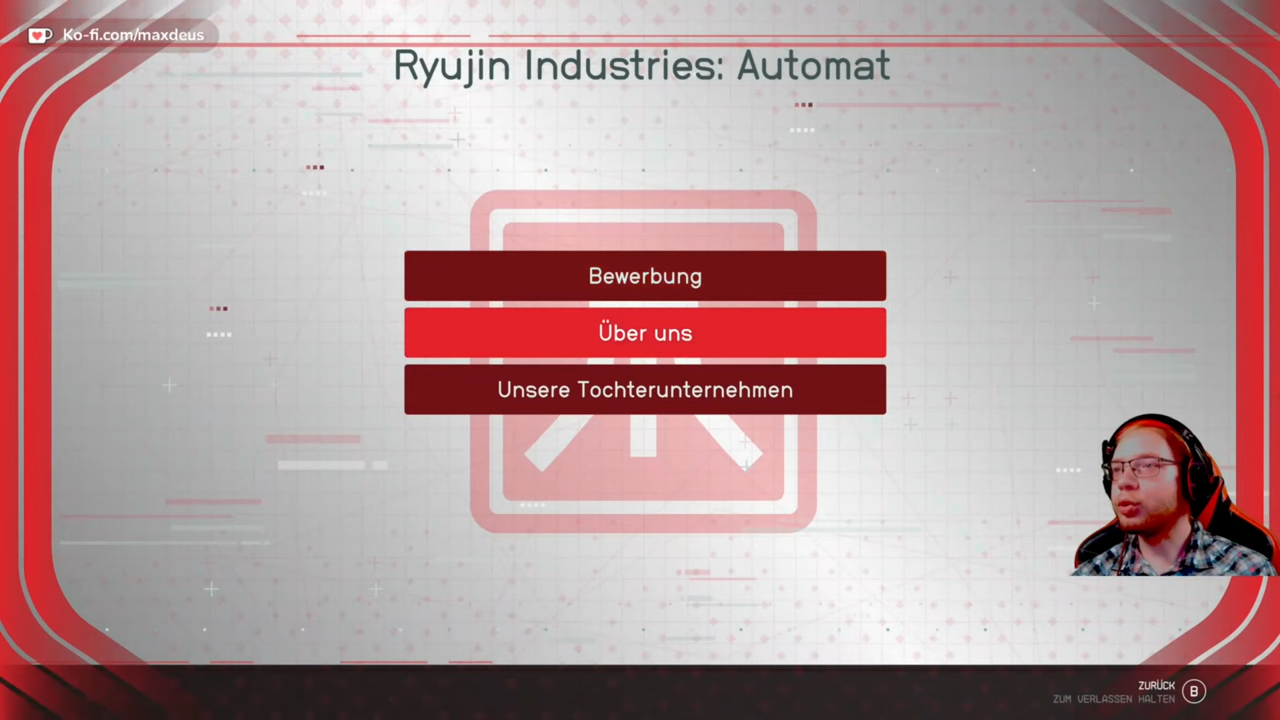 Ko-fi.com/maxdeus
Ryujin Industries: Automat
Bewerbung
Über uns
Unsere Tochterunternehmen
ZURÜCK
ZUM VERLASSEN HALTEN
B